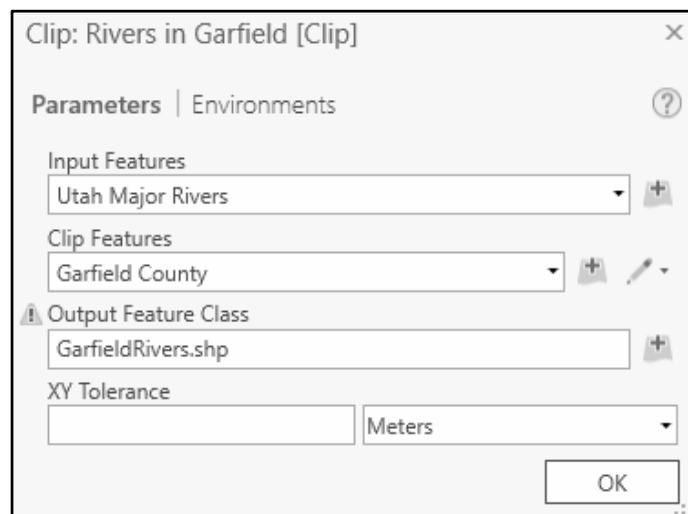 Clip: Rivers in Garfield [Clip]
Parameters | Environments
Input Features
Utah Major Rivers
Clip Features
Garfield County
Output Feature Class
GarfieldRivers.shp
XY Tolerance
Meters
OK